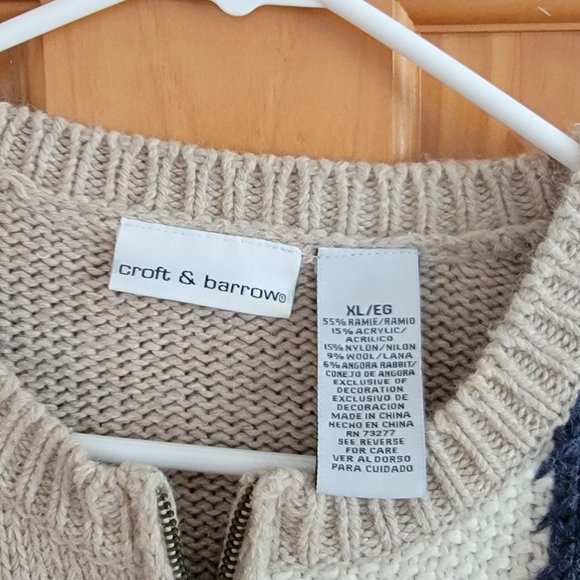 croft & barrow®
XL/EG
55% RAMIE/RAMIO
15% ACRYLIC/
ACRILICO
15% NYLON/NILON
9% WOOL/LANA
6% ANGORA RABBIT/
CONEJO DE ANGORA
EXCLUSIVE OF
DECORATION
EXCLUSIVO DE
DECORACION
MADE IN CHINA
HECHO EN CHINA
RN 73277
SEE REVERSE
FOR CARE
VER AL DORSO
PARA CUIDADO